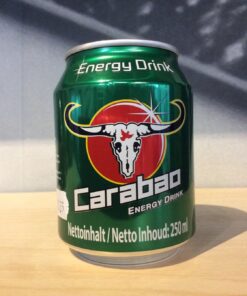 Energy Drink
Carabao
ENERGY DRINK
Nettoinhalt / Netto Inhoud: 250 ml